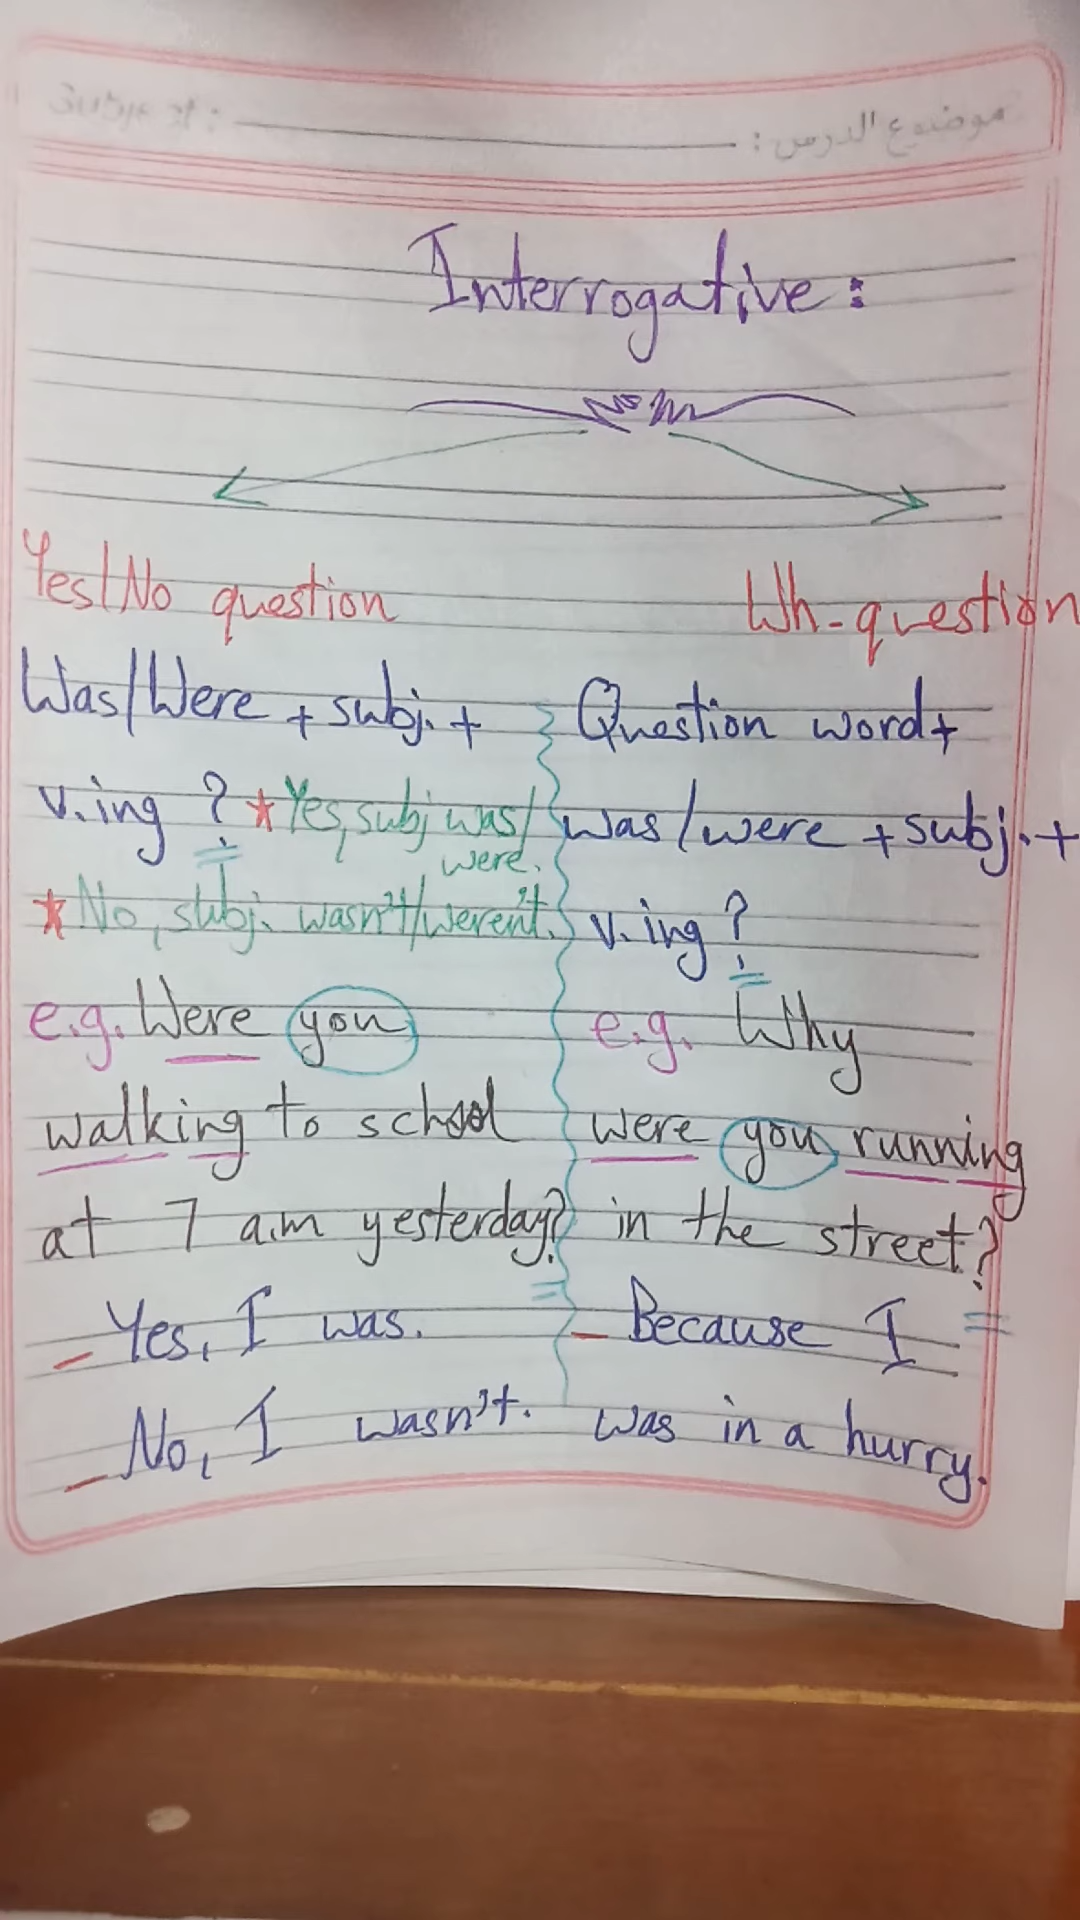 Subject :
موضوع الدرس :
Interrogative :
Yes/No question
Was/Were + subj. +
v.ing ? *Yes, subj was/
were.
*No, subj. wasn't/weren't.
e.g. Were you
walking to school
at 7 a.m yesterday?
– Yes, I was.
– No, I wasn't.
Wh-question
Question word+
was/were + subj. +
v.ing ?
e.g. Why
were you running
in the street?
– Because I
was in a hurry.